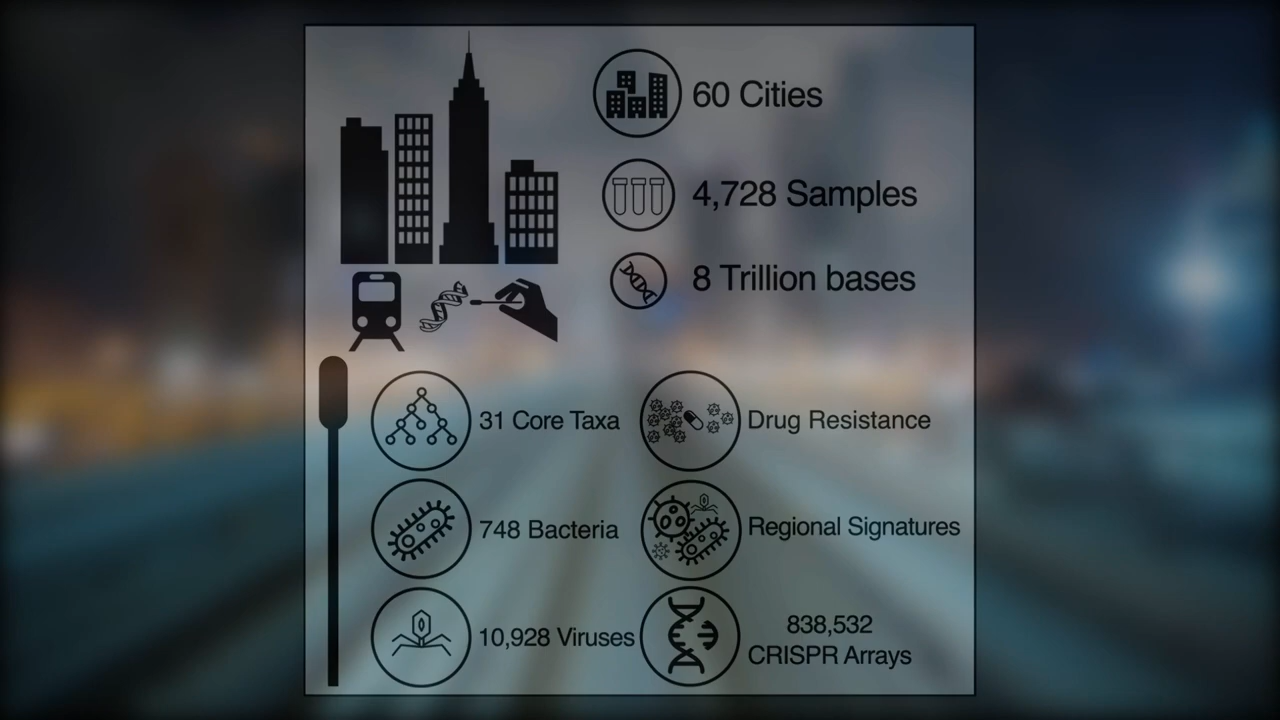 60 Cities
4,728 Samples
8 Trillion bases
31 Core Taxa
Drug Resistance
748 Bacteria
Regional Signatures
10,928 Viruses
838,532
CRISPR Arrays